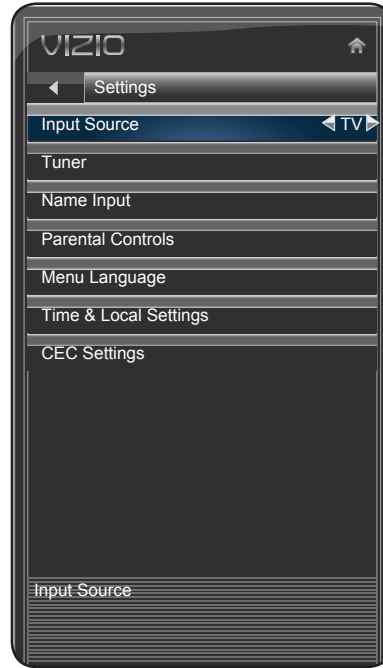 VIZIO
Settings
Input Source TV
Tuner
Name Input
Parental Controls
Menu Language
Time & Local Settings
CEC Settings
Input Source